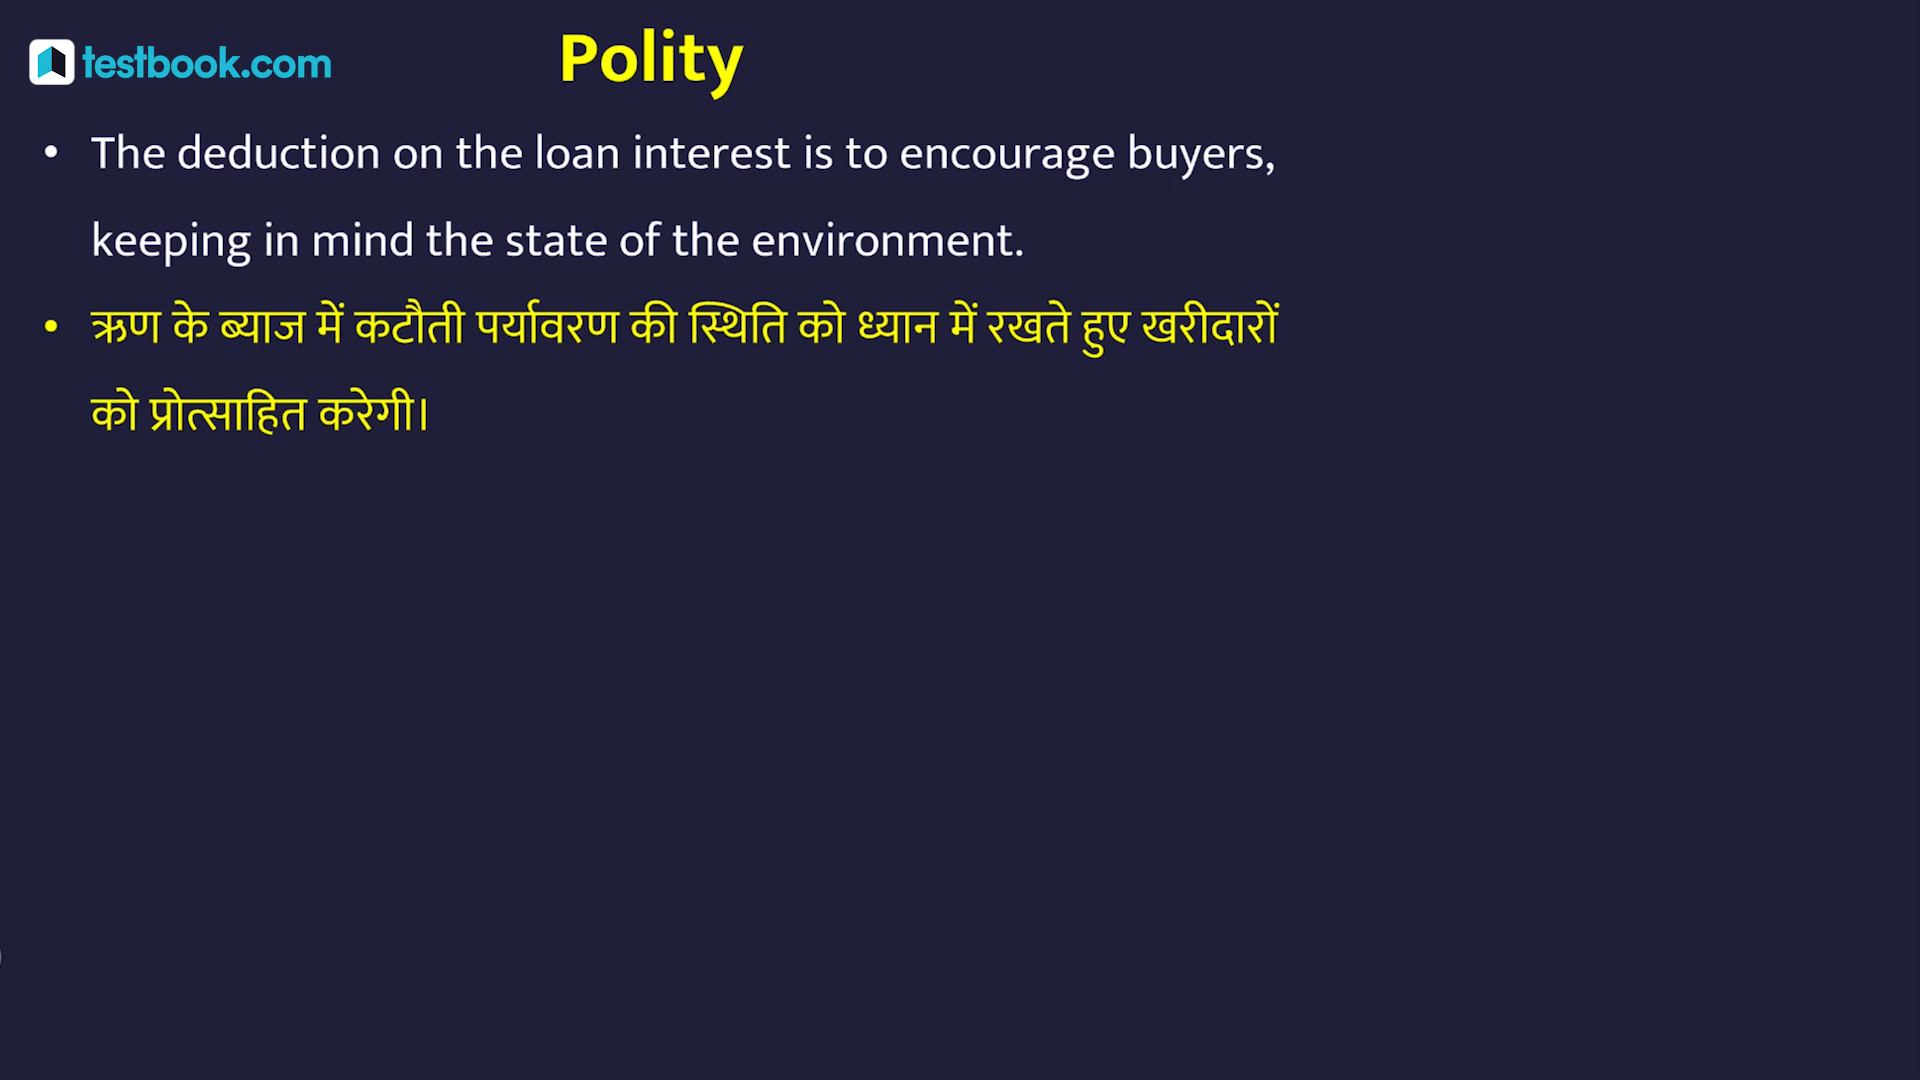 testbook.com
Polity
• The deduction on the loan interest is to encourage buyers,
keeping in mind the state of the environment.
• ऋण के ब्याज में कटौती पर्यावरण की स्थिति को ध्यान में रखते हुए खरीदारों
को प्रोत्साहित करेगी।